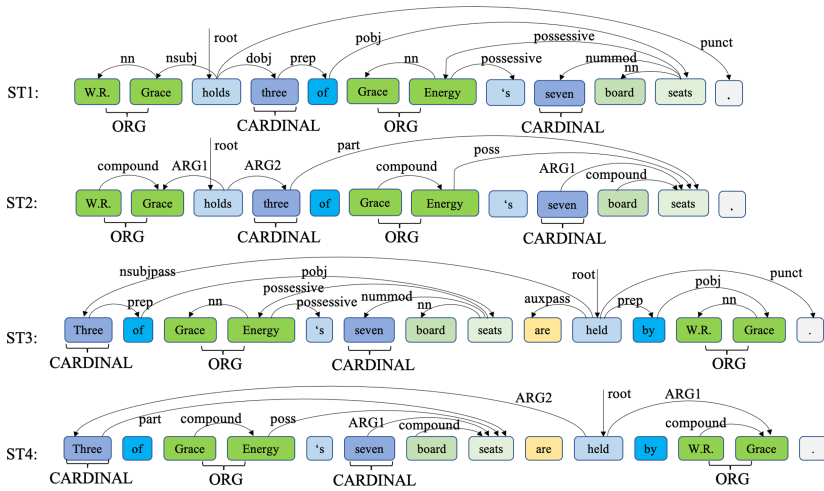 root
possessive
nn nsubj dobj prep pobj nn possessive nummod nn punct
ST1: W.R. Grace holds three of Grace Energy ‘s seven board seats .
ORG CARDINAL ORG CARDINAL
root part
compound ARG1 ARG2 compound poss ARG1 compound
ST2: W.R. Grace holds three of Grace Energy ‘s seven board seats .
ORG CARDINAL ORG CARDINAL
nsubjpass pobj root pobj punct
possessive
prep nn possessive nummod nn auxpass prep nn
ST3: Three of Grace Energy ‘s seven board seats are held by W.R. Grace .
CARDINAL ORG CARDINAL ORG
ARG2 root ARG1
part compound poss ARG1 compound compound
ST4: Three of Grace Energy ‘s seven board seats are held by W.R. Grace .
CARDINAL ORG CARDINAL ORG